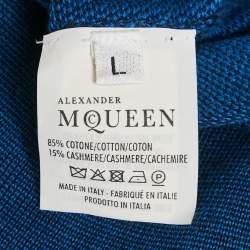 L
ALEXANDER
MCQUEEN
85% COTONE/COTTON/COTON
15% CASHMERE/CASHMERE/CACHEMIRE
MADE IN ITALY - FABRIQUÉ EN ITALIE
PRODOTTO IN ITALIA